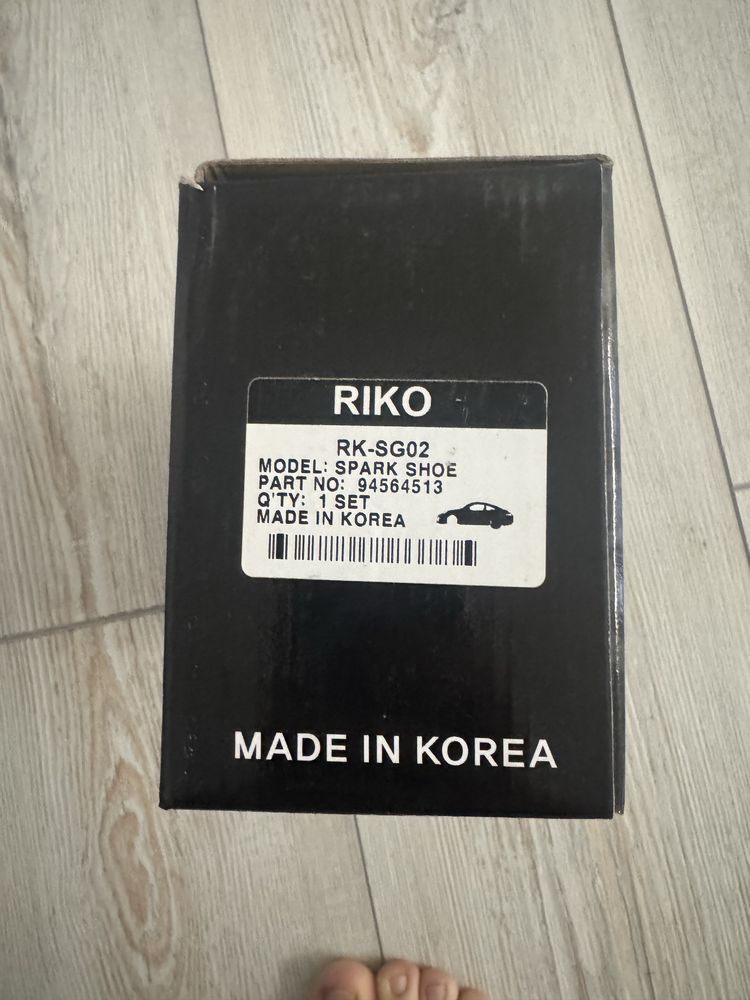 RIKO
RK-SG02
MODEL: SPARK SHOE
PART NO: 94564513
Q'TY: 1 SET
MADE IN KOREA
MADE IN KOREA